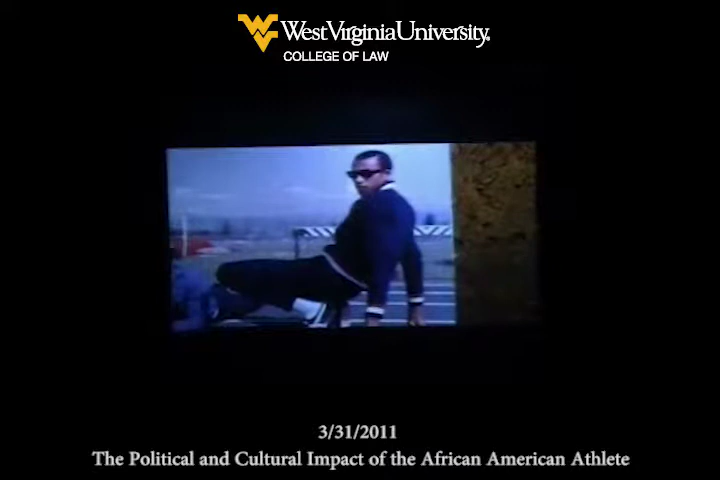 WestVirginiaUniversity.
COLLEGE OF LAW
3/31/2011
The Political and Cultural Impact of the African American Athlete